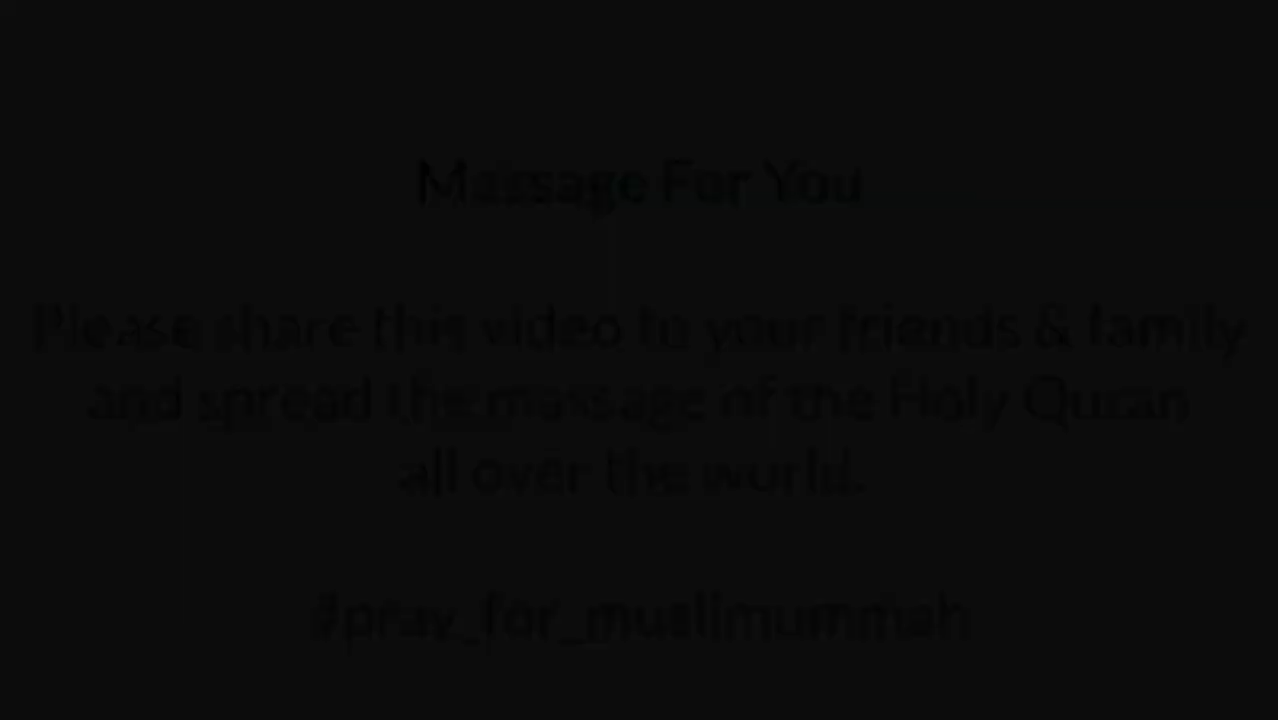 Massage For You
Please share this video to your friends & family
and spread the massage of the Holy Quran
all over the world.
#pray_for_muslimummah